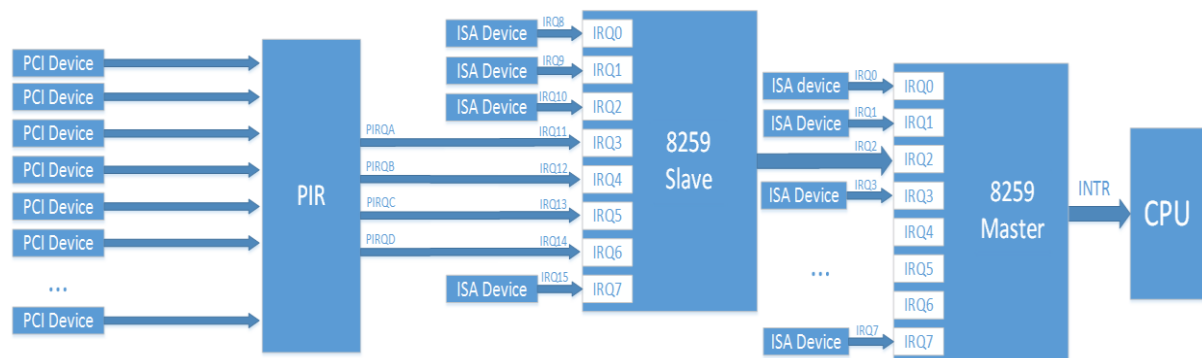 PCI Device
PCI Device
PCI Device
PCI Device
PCI Device
PCI Device
...
PCI Device
PIR
PIRQA
PIRQB
PIRQC
PIRQD
ISA Device
IRQ8
ISA Device
IRQ9
ISA Device
IRQ10
IRQ11
IRQ12
IRQ13
IRQ14
ISA Device
IRQ15
IRQ0
IRQ1
IRQ2
IRQ3
IRQ4
IRQ5
IRQ6
IRQ7
8259
Slave
ISA device
IRQ0
ISA Device
IRQ1
IRQ2
ISA Device
IRQ3
...
ISA Device
IRQ7
IRQ0
IRQ1
IRQ2
IRQ3
IRQ4
IRQ5
IRQ6
IRQ7
8259
Master
INTR
CPU